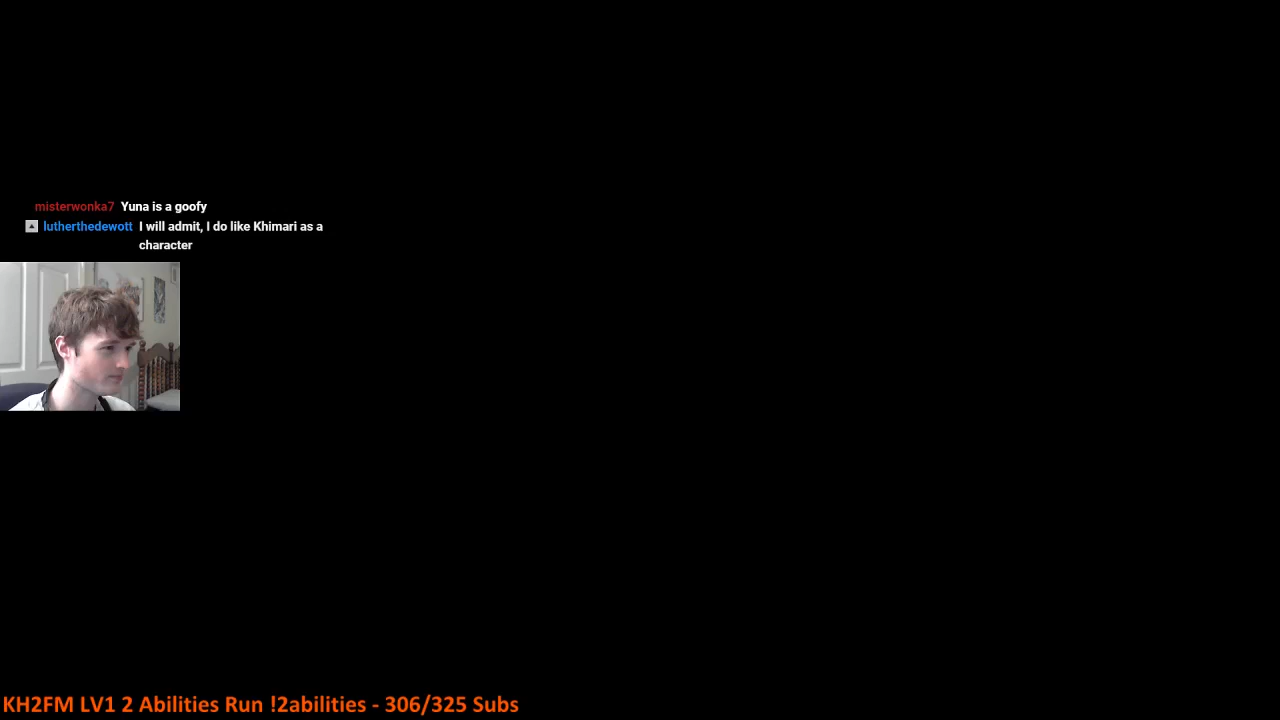 misterwonka7 Yuna is a goofy
lutherthedewott I will admit, I do like Khimari as a
character
KH2FM LV1 2 Abilities Run !2abilities - 306/325 Subs